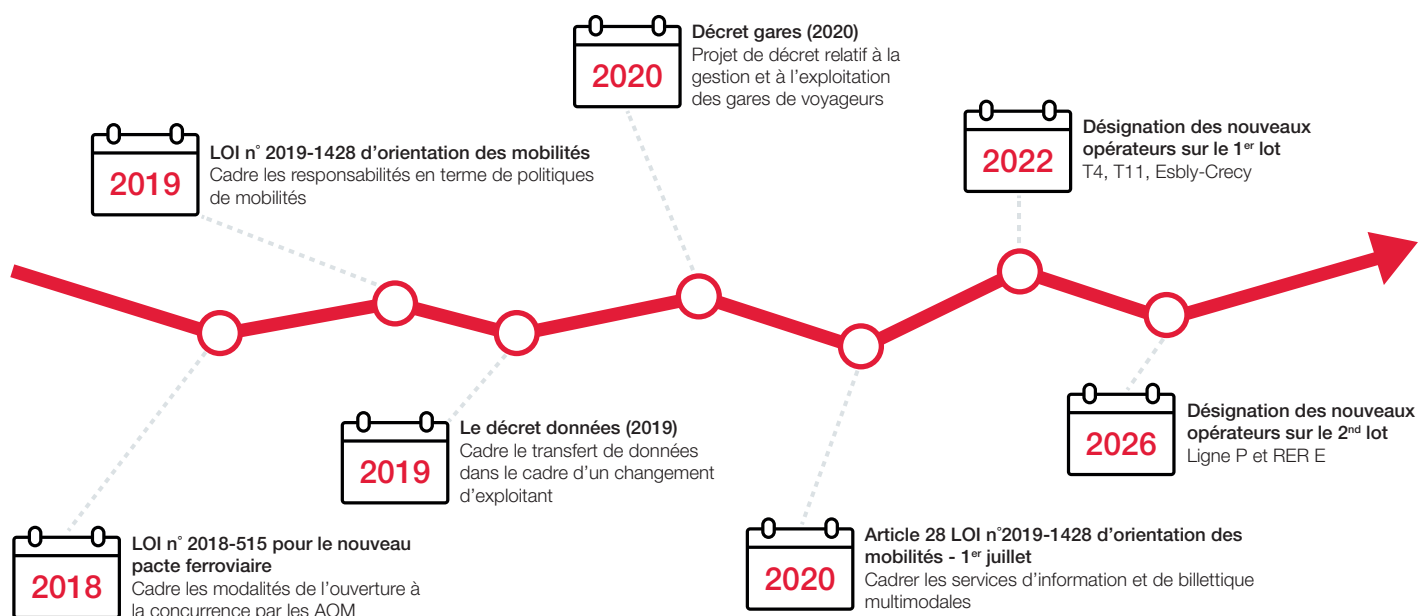 2020
Décret gares (2020)
Projet de décret relatif à la
gestion et à l’exploitation
des gares de voyageurs
2019
LOI n° 2019-1428 d’orientation des mobilités
Cadre les responsabilités en terme de politiques
de mobilités
2022
Désignation des nouveaux
opérateurs sur le 1er lot
T4, T11, Esbly-Crecy
2019
Le décret données (2019)
Cadre le transfert de données
dans le cadre d’un changement
d’exploitant
2026
Désignation des nouveaux
opérateurs sur le 2nd lot
Ligne P et RER E
2018
LOI n° 2018-515 pour le nouveau
pacte ferroviaire
Cadre les modalités de l’ouverture à
la concurrence par les AOM
2020
Article 28 LOI n°2019-1428 d’orientation des
mobilités - 1er juillet
Cadrer les services d’information et de billettique
multimodales